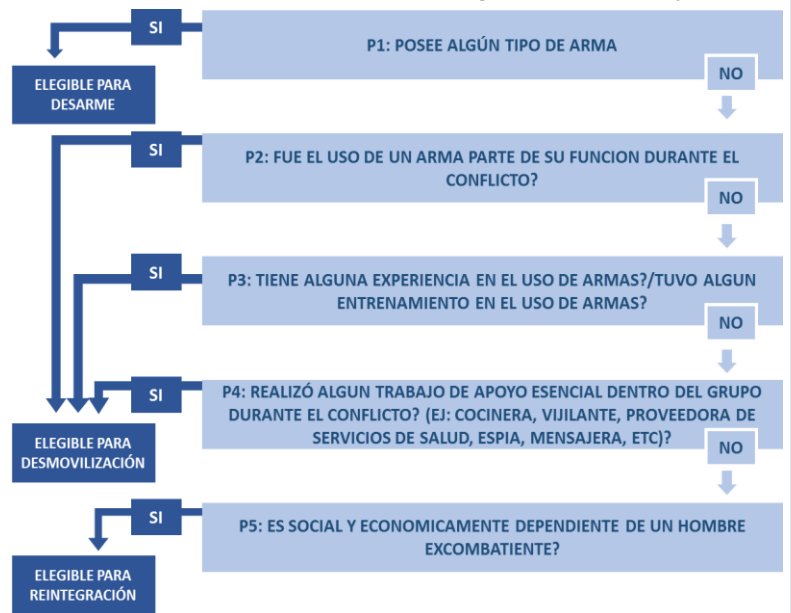 SI
P1: POSEE ALGÚN TIPO DE ARMA
NO
ELEGIBLE PARA
DESARME
SI
P2: FUE EL USO DE UN ARMA PARTE DE SU FUNCION DURANTE EL
CONFLICTO?
NO
SI
P3: TIENE ALGUNA EXPERIENCIA EN EL USO DE ARMAS?/TUVO ALGUN
ENTRENAMIENTO EN EL USO DE ARMAS?
NO
SI
P4: REALIZÓ ALGUN TRABAJO DE APOYO ESENCIAL DENTRO DEL GRUPO
DURANTE EL CONFLICTO? (EJ: COCINERA, VIJILANTE, PROVEEDORA DE
SERVICIOS DE SALUD, ESPIA, MENSAJERA, ETC)?
NO
ELEGIBLE PARA
DESMOVILIZACIÓN
SI
P5: ES SOCIAL Y ECONOMICAMENTE DEPENDIENTE DE UN HOMBRE
EXCOMBATIENTE?
ELEGIBLE PARA
REINTEGRACIÓN